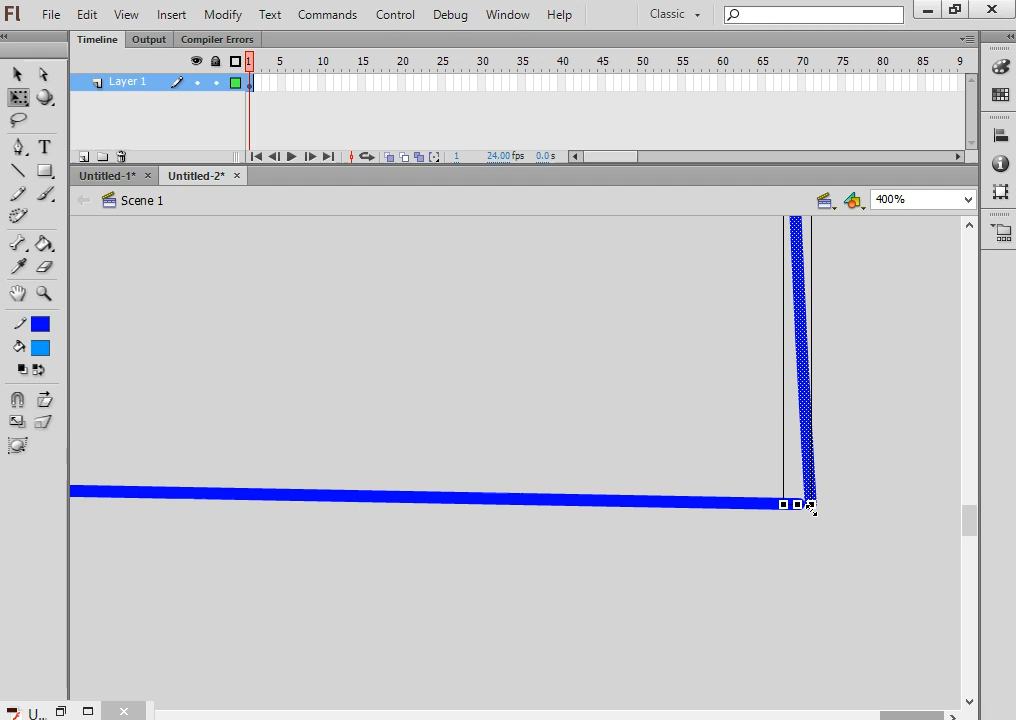 Fl File Edit View Insert Modify Text Commands Control Debug Window Help Classic
Timeline Output Compiler Errors
1 5 10 15 20 25 30 35 40 45 50 55 60 65 70 75 80 85 9
Layer 1
1 24.00 fps 0.0 s
Untitled-1* × Untitled-2* ×
Scene 1 400%
T
U...